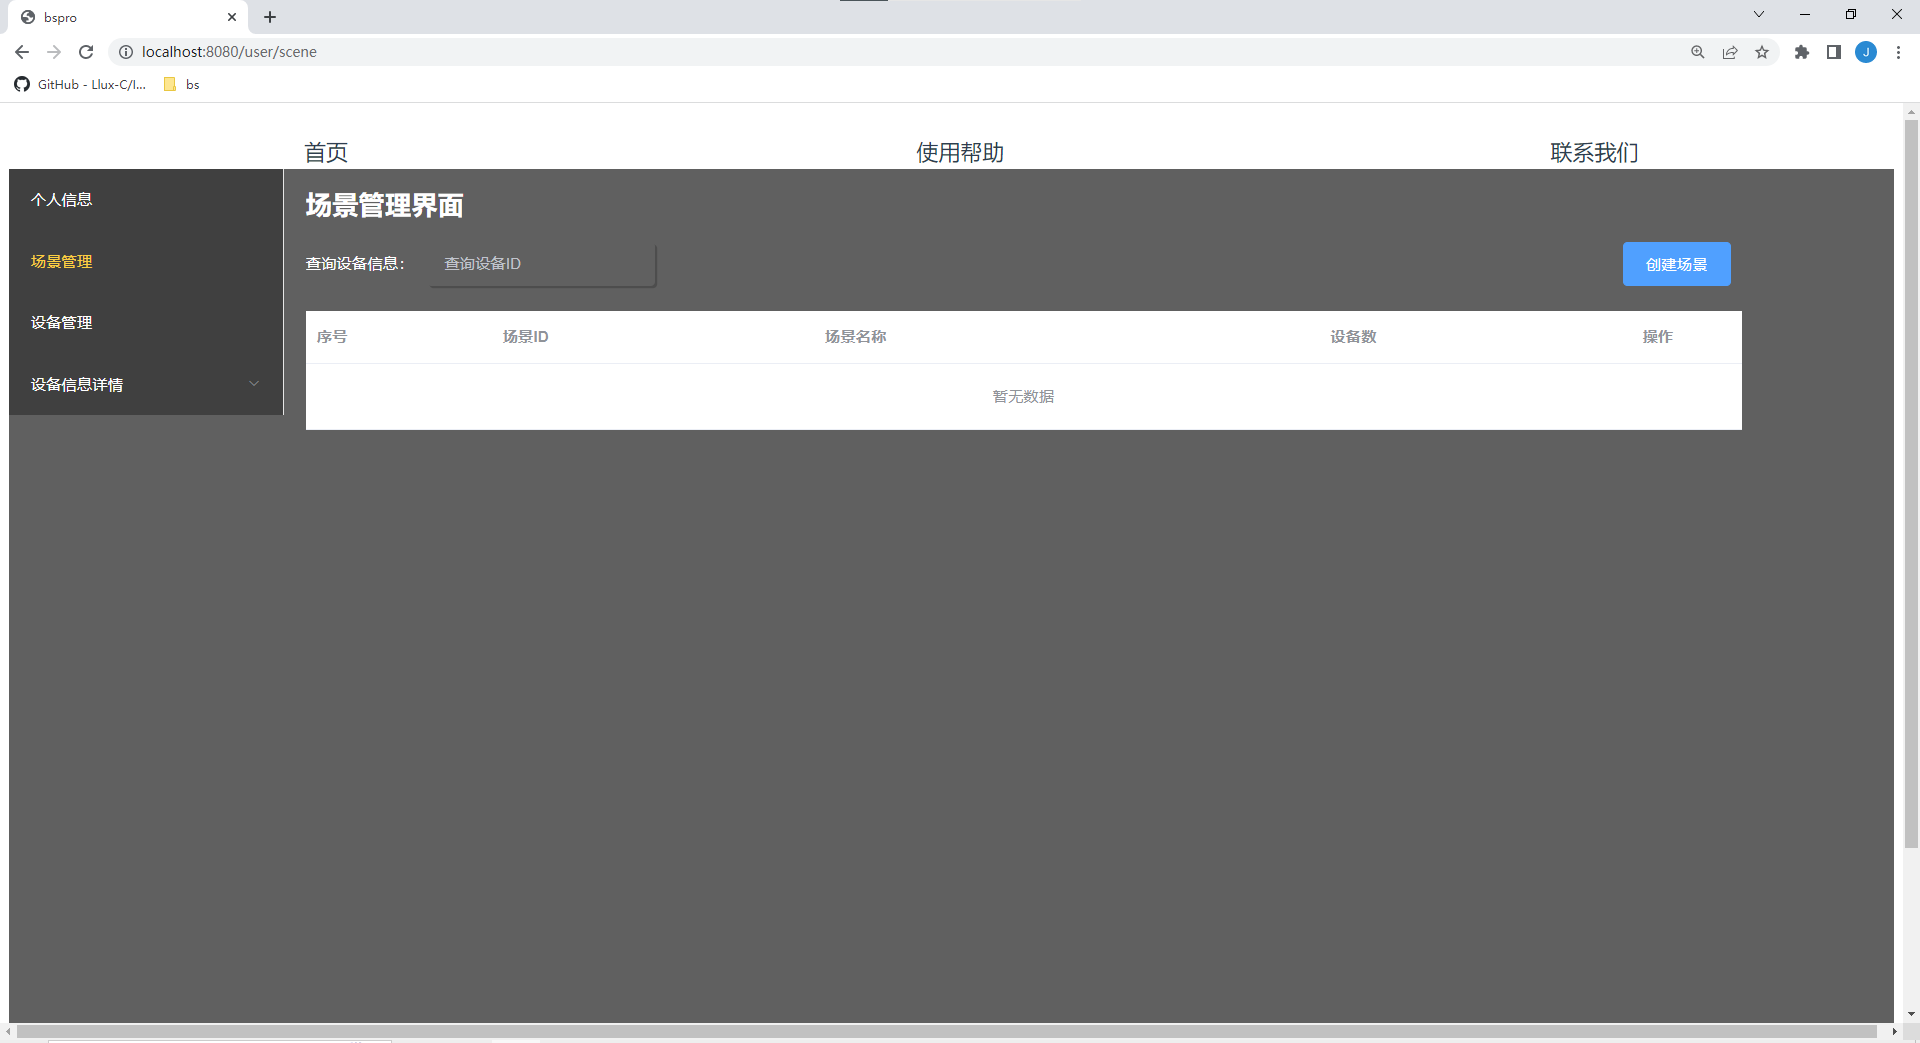 bspro
localhost:8080/user/scene
J
GitHub - Llux-C/I...
bs
首页
使用帮助
联系我们
个人信息
场景管理
设备管理
设备信息详情
场景管理界面
查询设备信息：
查询设备ID
创建场景
序号 场景ID 场景名称 设备数 操作
暂无数据